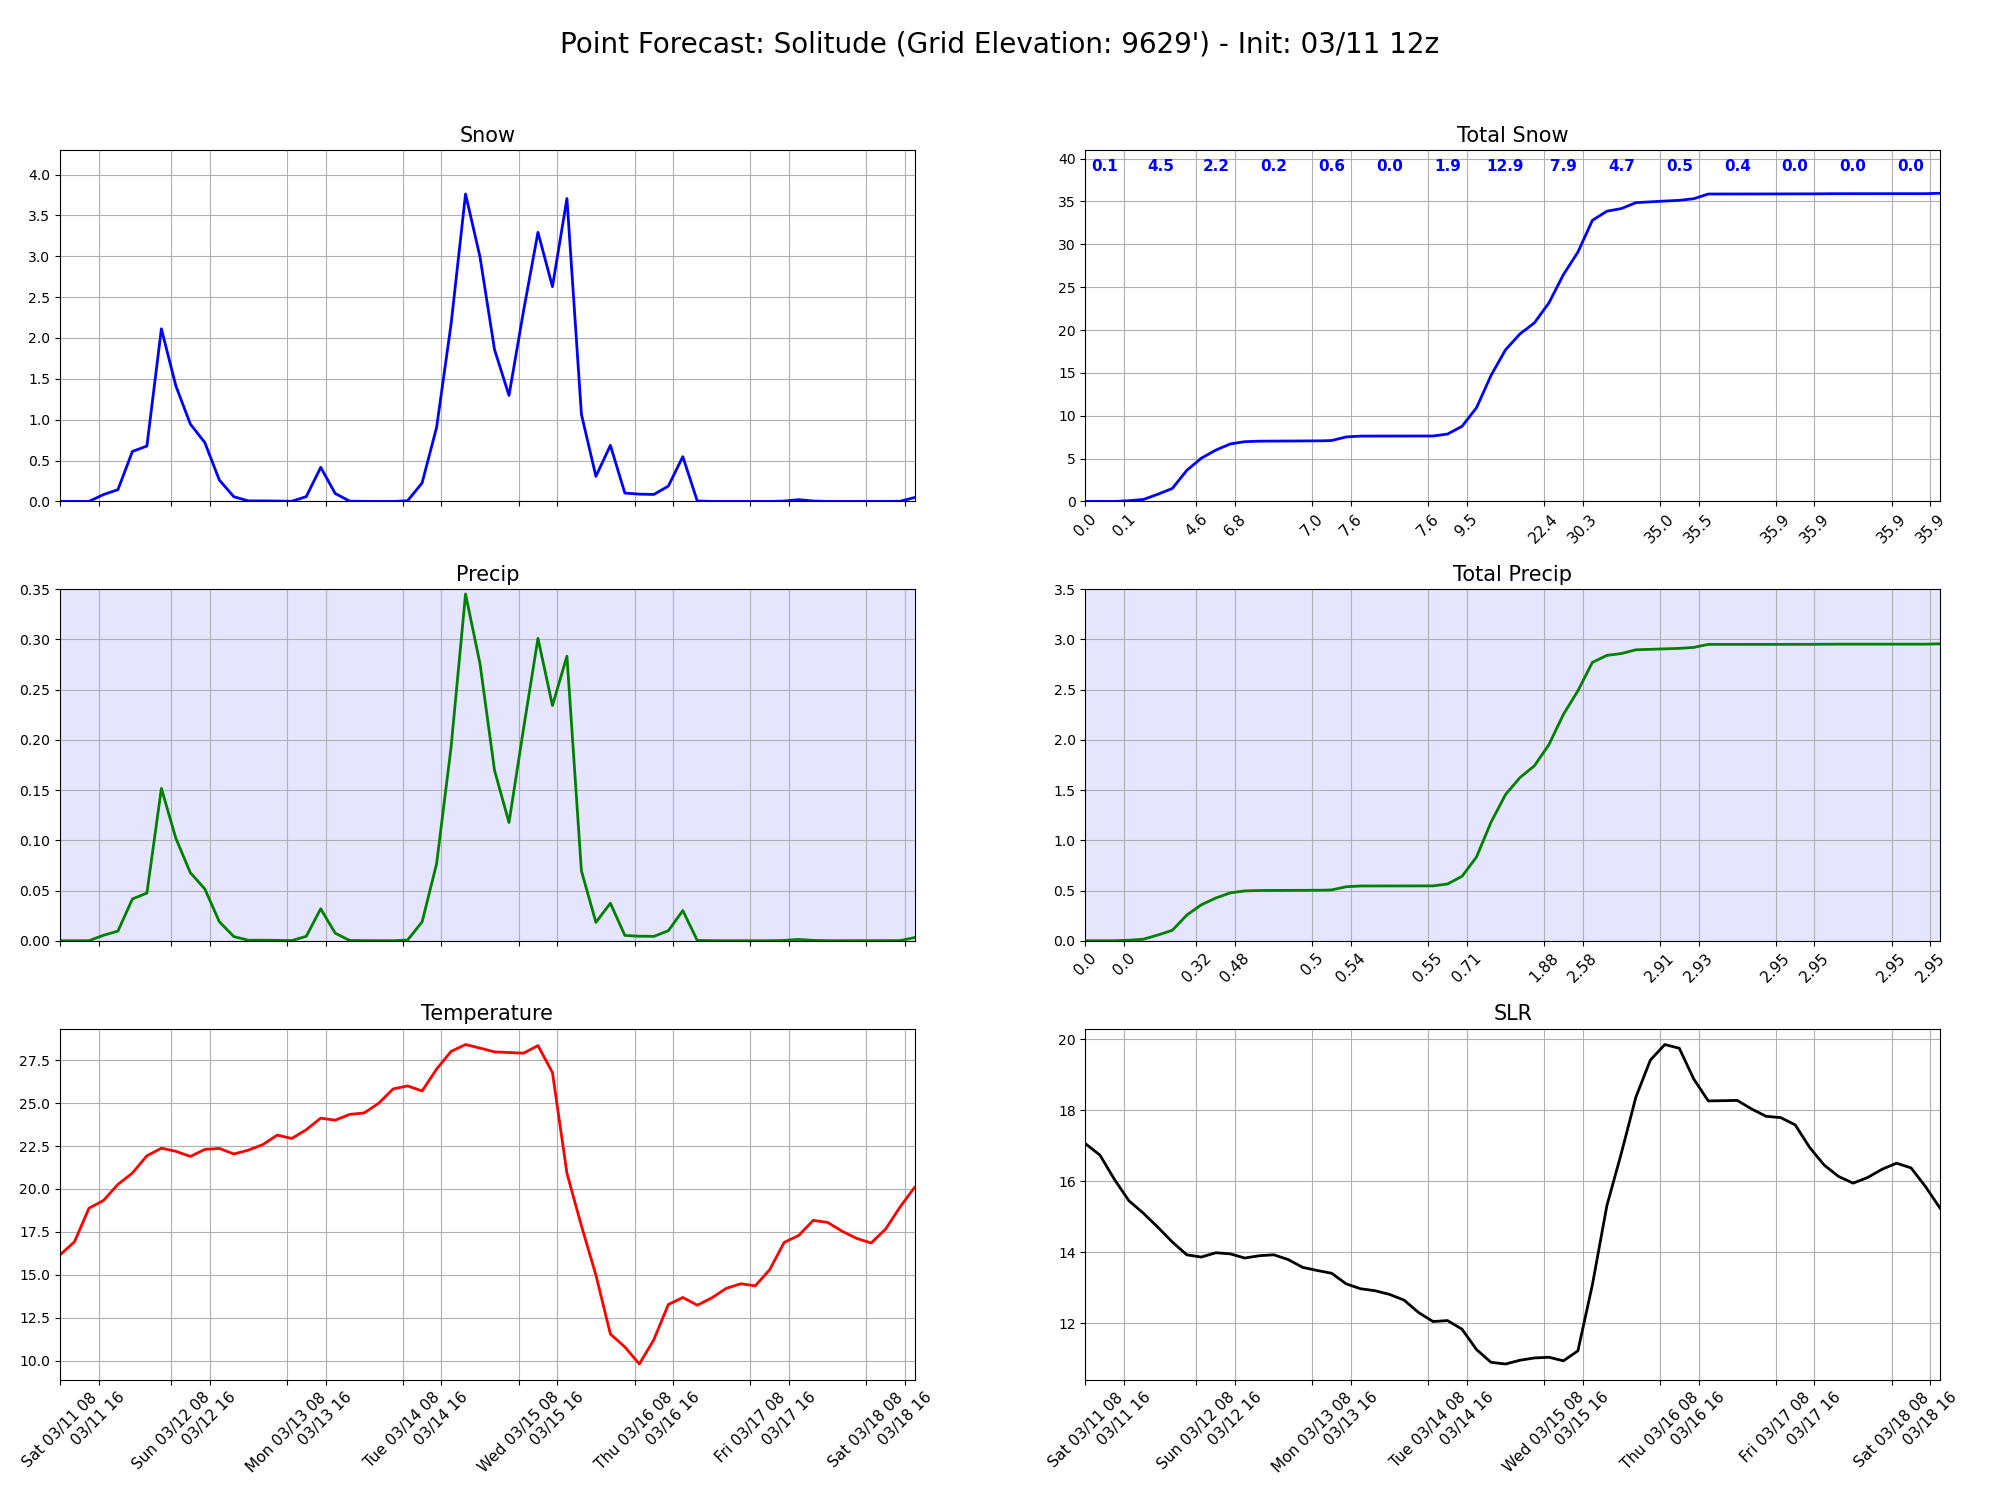 Point Forecast: Solitude (Grid Elevation: 9629') - Init: 03/11 12z
Snow
4.0
3.5
3.0
2.5
2.0
1.5
1.0
0.5
0.0
Total Snow
0.1 4.5 2.2 0.2 0.6 0.0 1.9 12.9 7.9 4.7 0.5 0.4 0.0 0.0 0.0
40
35
30
25
20
15
10
5
0
0.0 0.1 4.6 6.8 7.0 7.6 7.6 9.5 22.4 30.3 35.0 35.5 35.9 35.9 35.9 35.9
Precip
0.35
0.30
0.25
0.20
0.15
0.10
0.05
0.00
Total Precip
3.5
3.0
2.5
2.0
1.5
1.0
0.5
0.0
0.0 0.0 0.32 0.48 0.5 0.54 0.55 0.71 1.88 2.58 2.91 2.93 2.95 2.95 2.95 2.95
Temperature
27.5
25.0
22.5
20.0
17.5
15.0
12.5
10.0
Sat 03/11 08
03/11 16
Sun 03/12 08
03/12 16
Mon 03/13 08
03/13 16
Tue 03/14 08
03/14 16
Wed 03/15 08
03/15 16
Thu 03/16 08
03/16 16
Fri 03/17 08
03/17 16
Sat 03/18 08
03/18 16
SLR
20
18
16
14
12
Sat 03/11 08
03/11 16
Sun 03/12 08
03/12 16
Mon 03/13 08
03/13 16
Tue 03/14 08
03/14 16
Wed 03/15 08
03/15 16
Thu 03/16 08
03/16 16
Fri 03/17 08
03/17 16
Sat 03/18 08
03/18 16